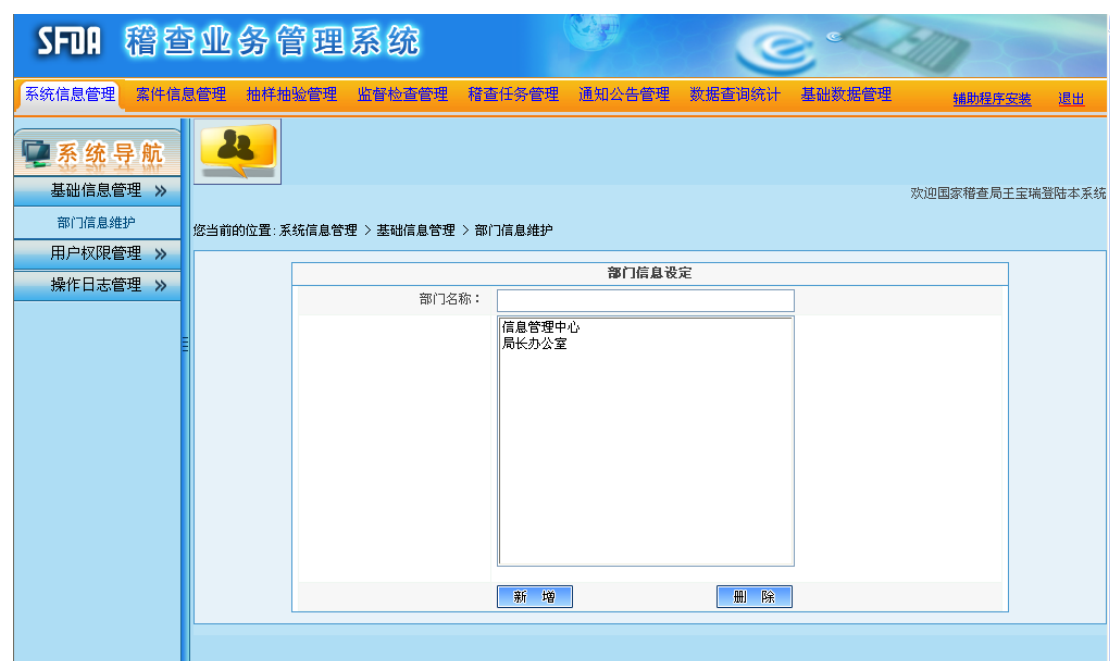 SFDA 稽查业务管理系统
系统信息管理 案件信息管理 抽样抽验管理 监督检查管理 稽查任务管理 通知公告管理 数据查询统计 基础数据管理 辅助程序安装 退出
系统导航
基础信息管理 »
部门信息维护
用户权限管理 »
操作日志管理 »
欢迎国家稽查局王宝瑞登陆本系统
您当前的位置:系统信息管理 > 基础信息管理 > 部门信息维护
部门信息设定
部门名称:
信息管理中心
局长办公室
新 增 删 除